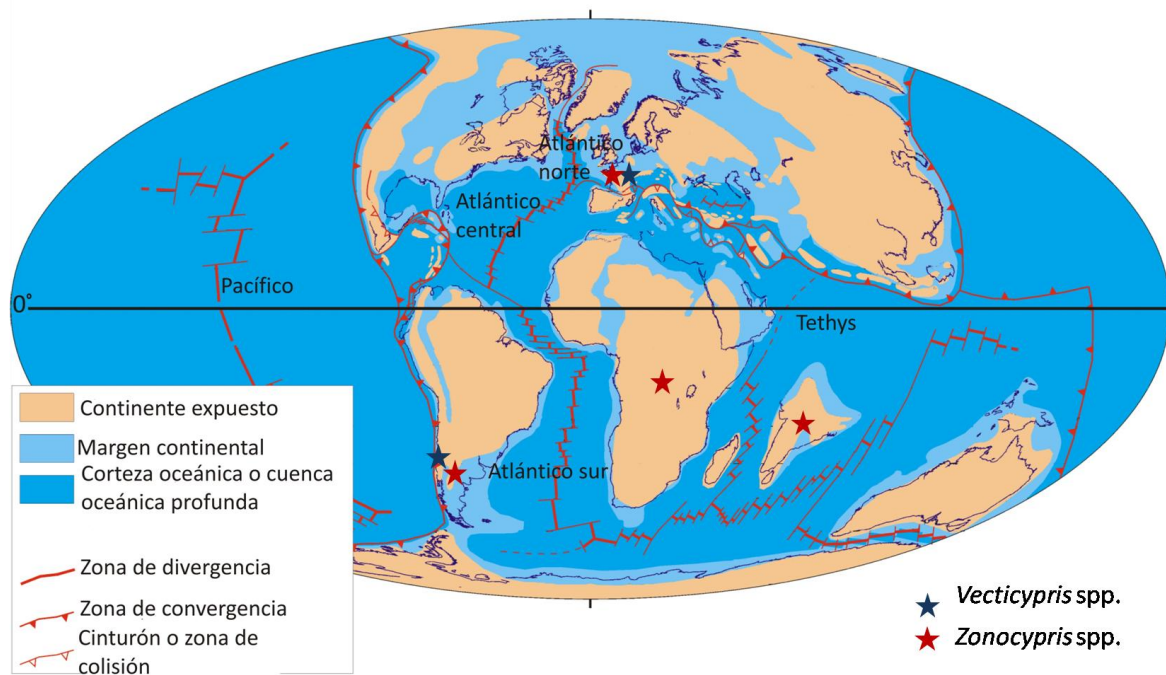 Atlántico
norte
Atlántico
central
Pacífico
0°
Tethys
Atlántico sur
Continente expuesto
Margen continental
Corteza oceánica o cuenca
oceánica profunda
Zona de divergencia
Zona de convergencia
Cinturón o zona de
colisión
Vecticypris spp.
Zonocypris spp.